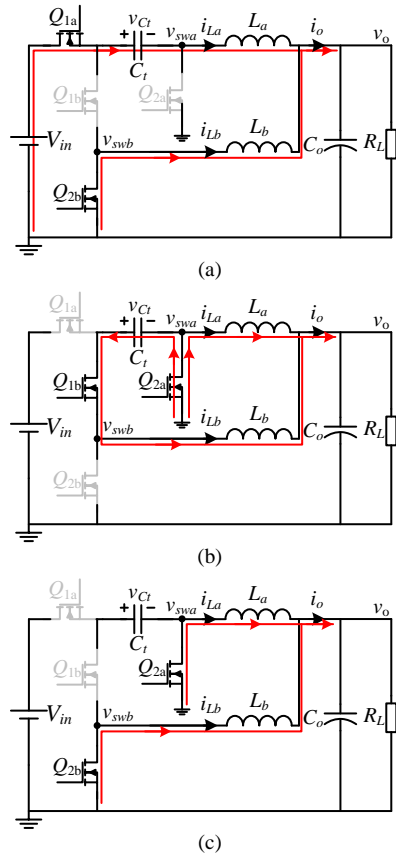 Q1a
+ vCt −
vswa
iLa
La
io
vo
Ct
Q1b
Q2a
Vin
vswb
iLb
Lb
Co
RL
Q2b
(a)
Q1a
+ vCt −
vswa
iLa
La
io
vo
Ct
Q1b
Q2a
Vin
vswb
iLb
Lb
Co
RL
Q2b
(b)
Q1a
+ vCt −
vswa
iLa
La
io
vo
Ct
Q1b
Q2a
Vin
vswb
iLb
Lb
Co
RL
Q2b
(c)